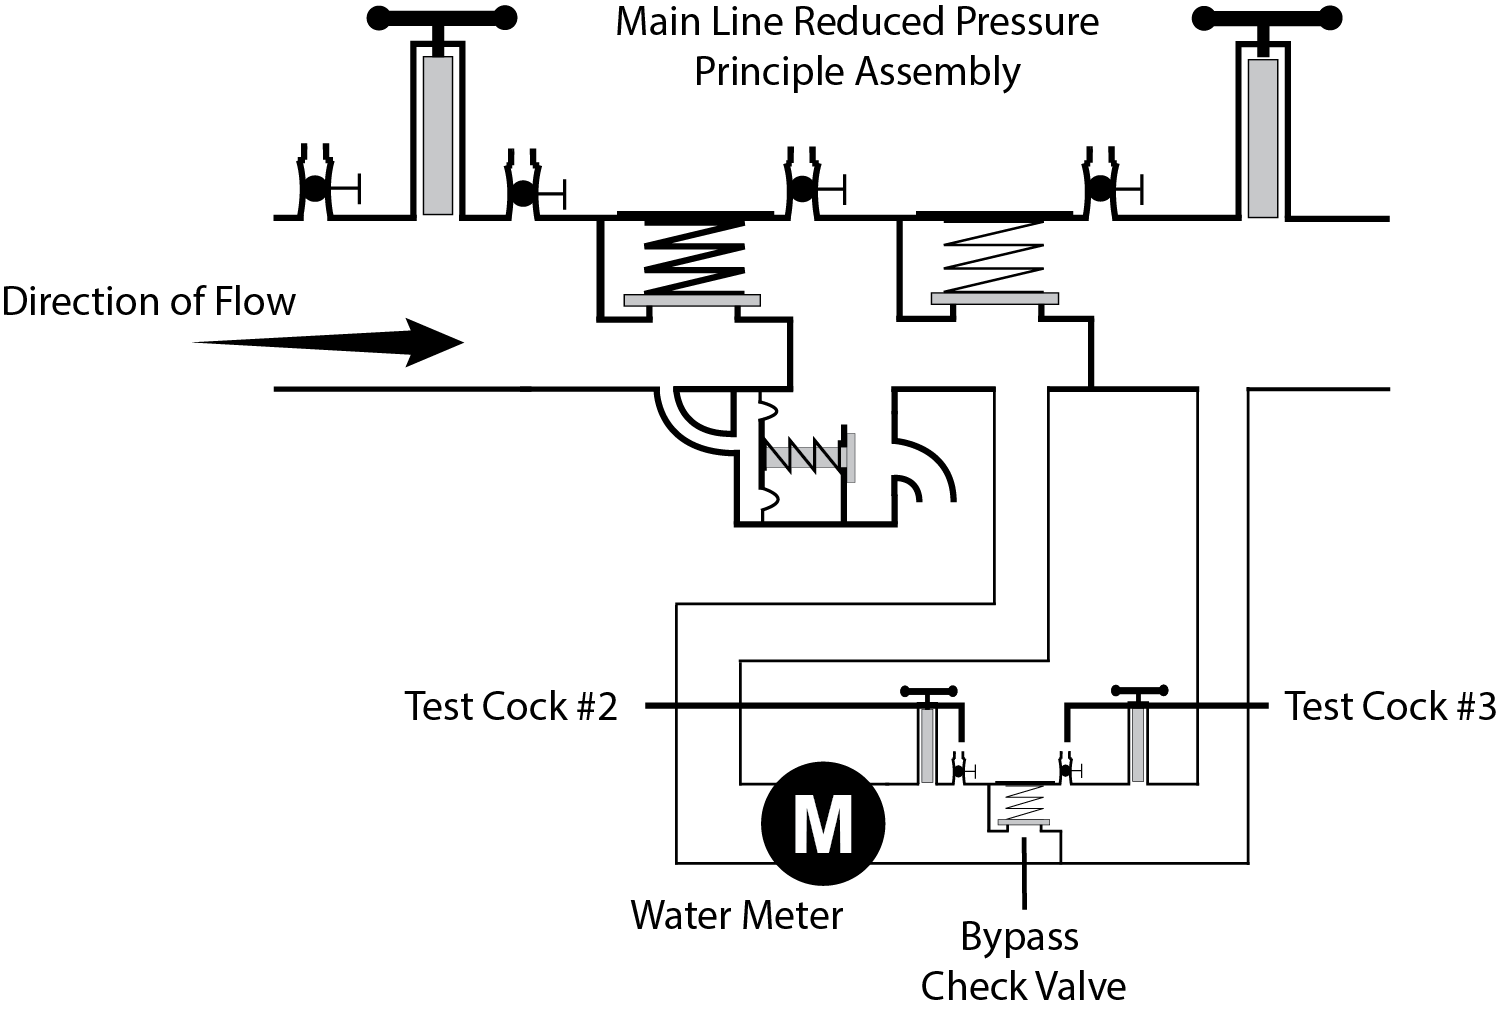 Main Line Reduced Pressure
Principle Assembly
Direction of Flow
Test Cock #2
Test Cock #3
M
Water Meter
Bypass
Check Valve